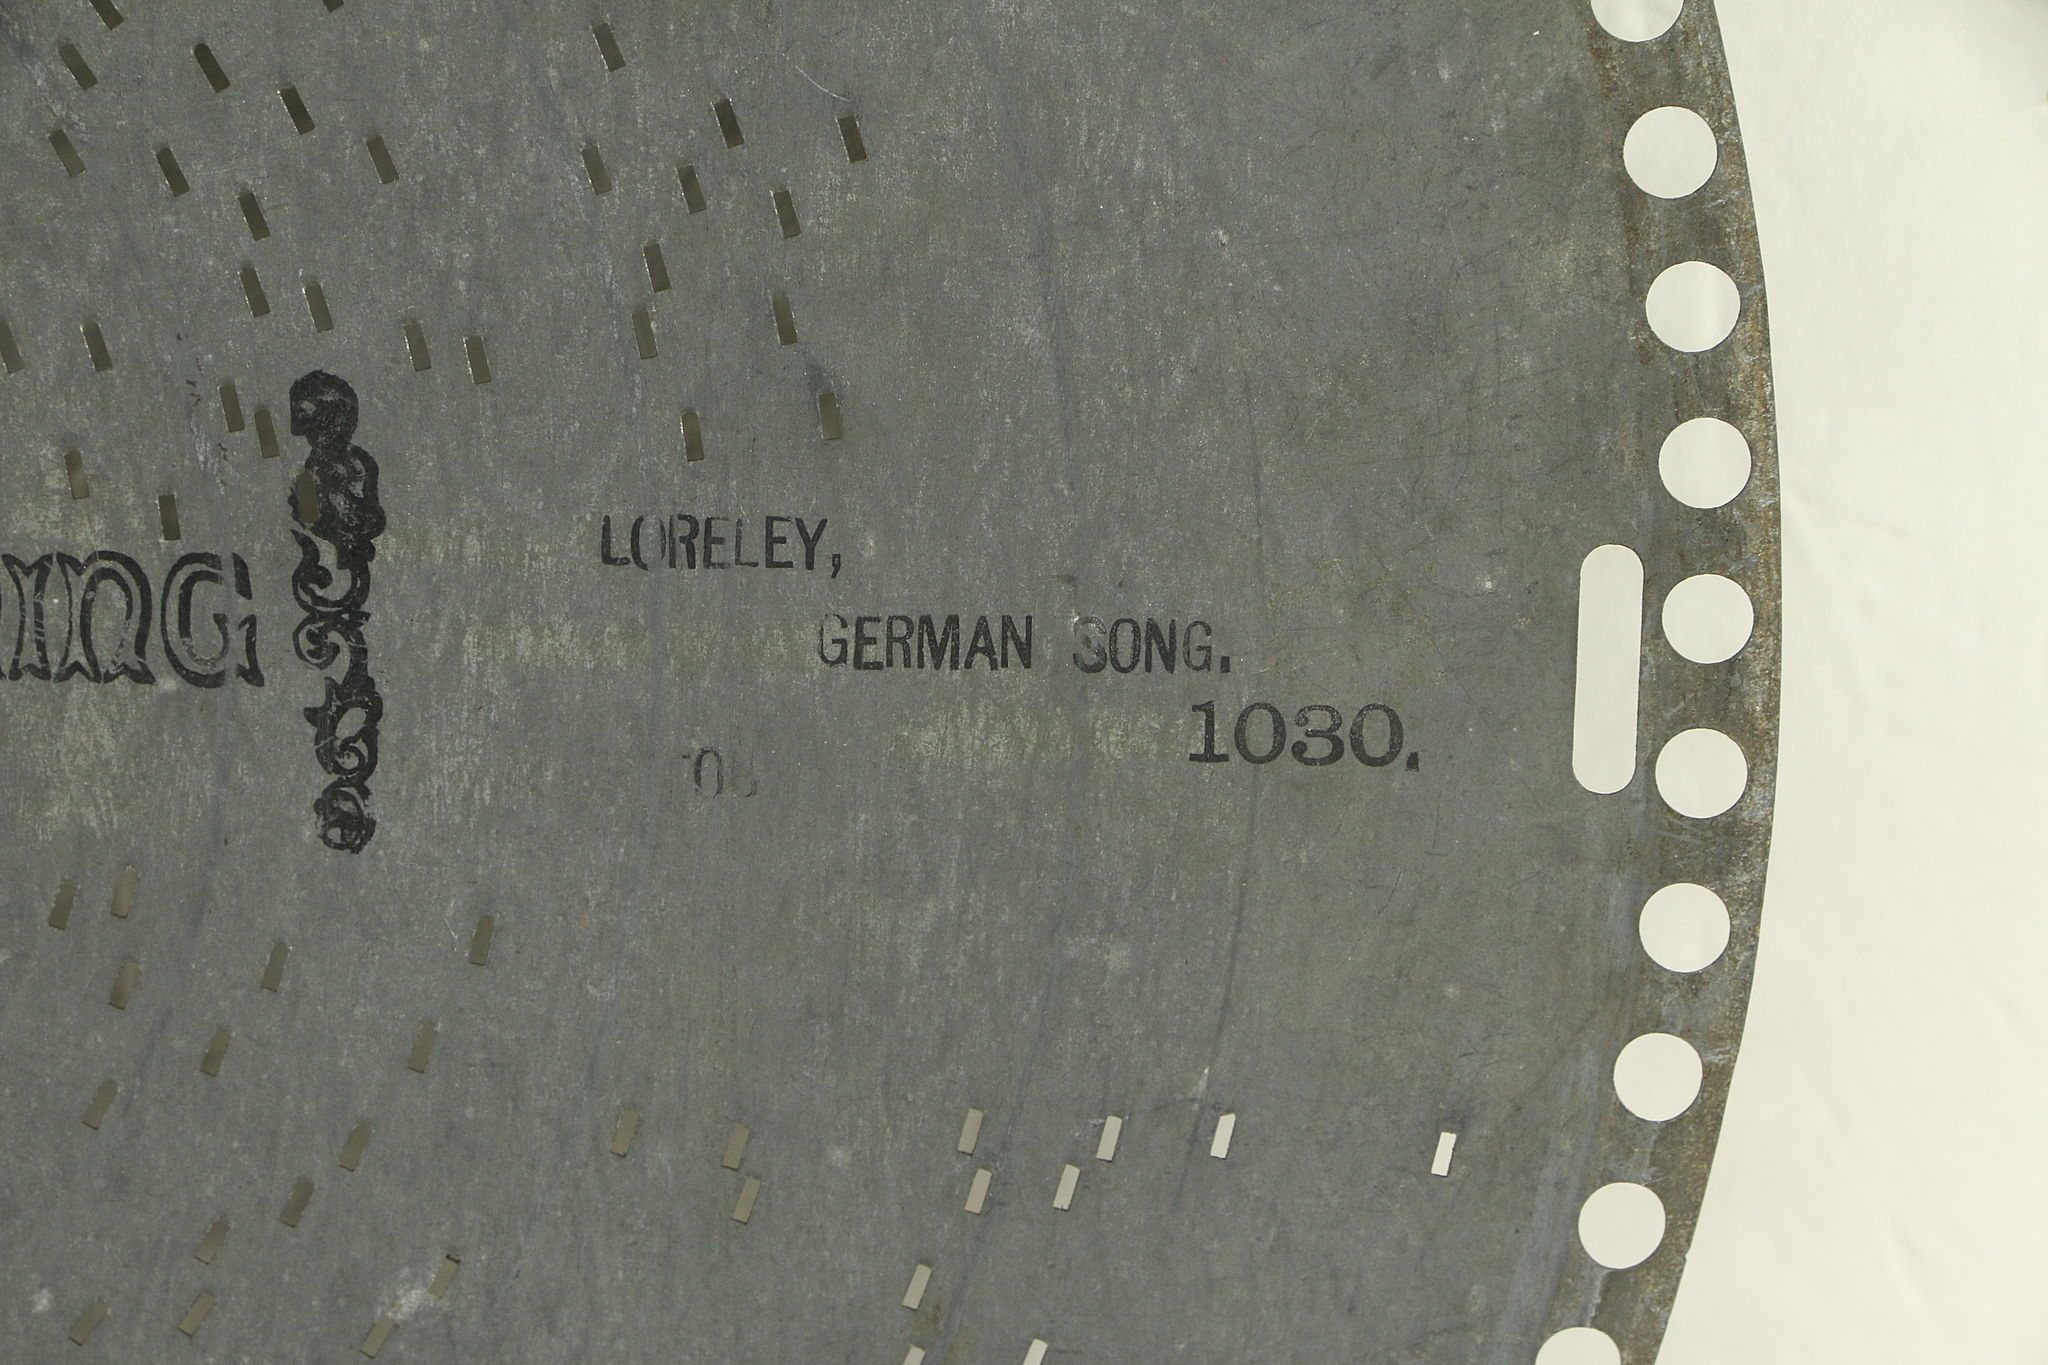 LORELEY,
GERMAN SONG.
1030.